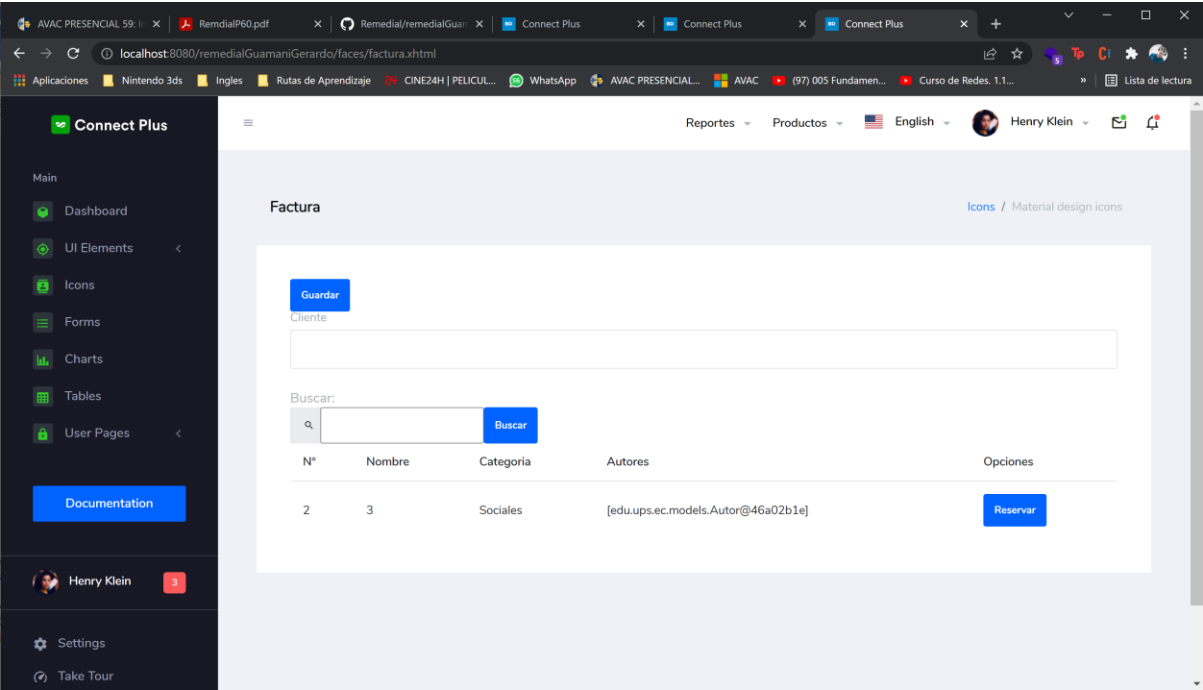 AVAC PRESENCIAL 59: I
RemdialP60.pdf
Remedial/remedialGuam
Connect Plus
Connect Plus
Connect Plus
localhost:8080/remedialGuamaniGerardo/faces/factura.xhtml
Aplicaciones
Nintendo 3ds
Ingles
Rutas de Aprendizaje
CINE24H | PELICUL...
WhatsApp
AVAC PRESENCIAL...
AVAC
(97) 005 Fundamen...
Curso de Redes. 1.1...
»
Lista de lectura
Connect Plus
Reportes
Productos
English
Henry Klein
Main
Dashboard
UI Elements
Icons
Forms
Charts
Tables
User Pages
Documentation
Henry Klein
3
Settings
Take Tour
Factura
Icons / Material design icons
Guardar
Cliente
Buscar:
Buscar
N° Nombre Categoria Autores Opciones
2 3 Sociales [edu.ups.ec.models.Autor@46a02b1e] Reservar